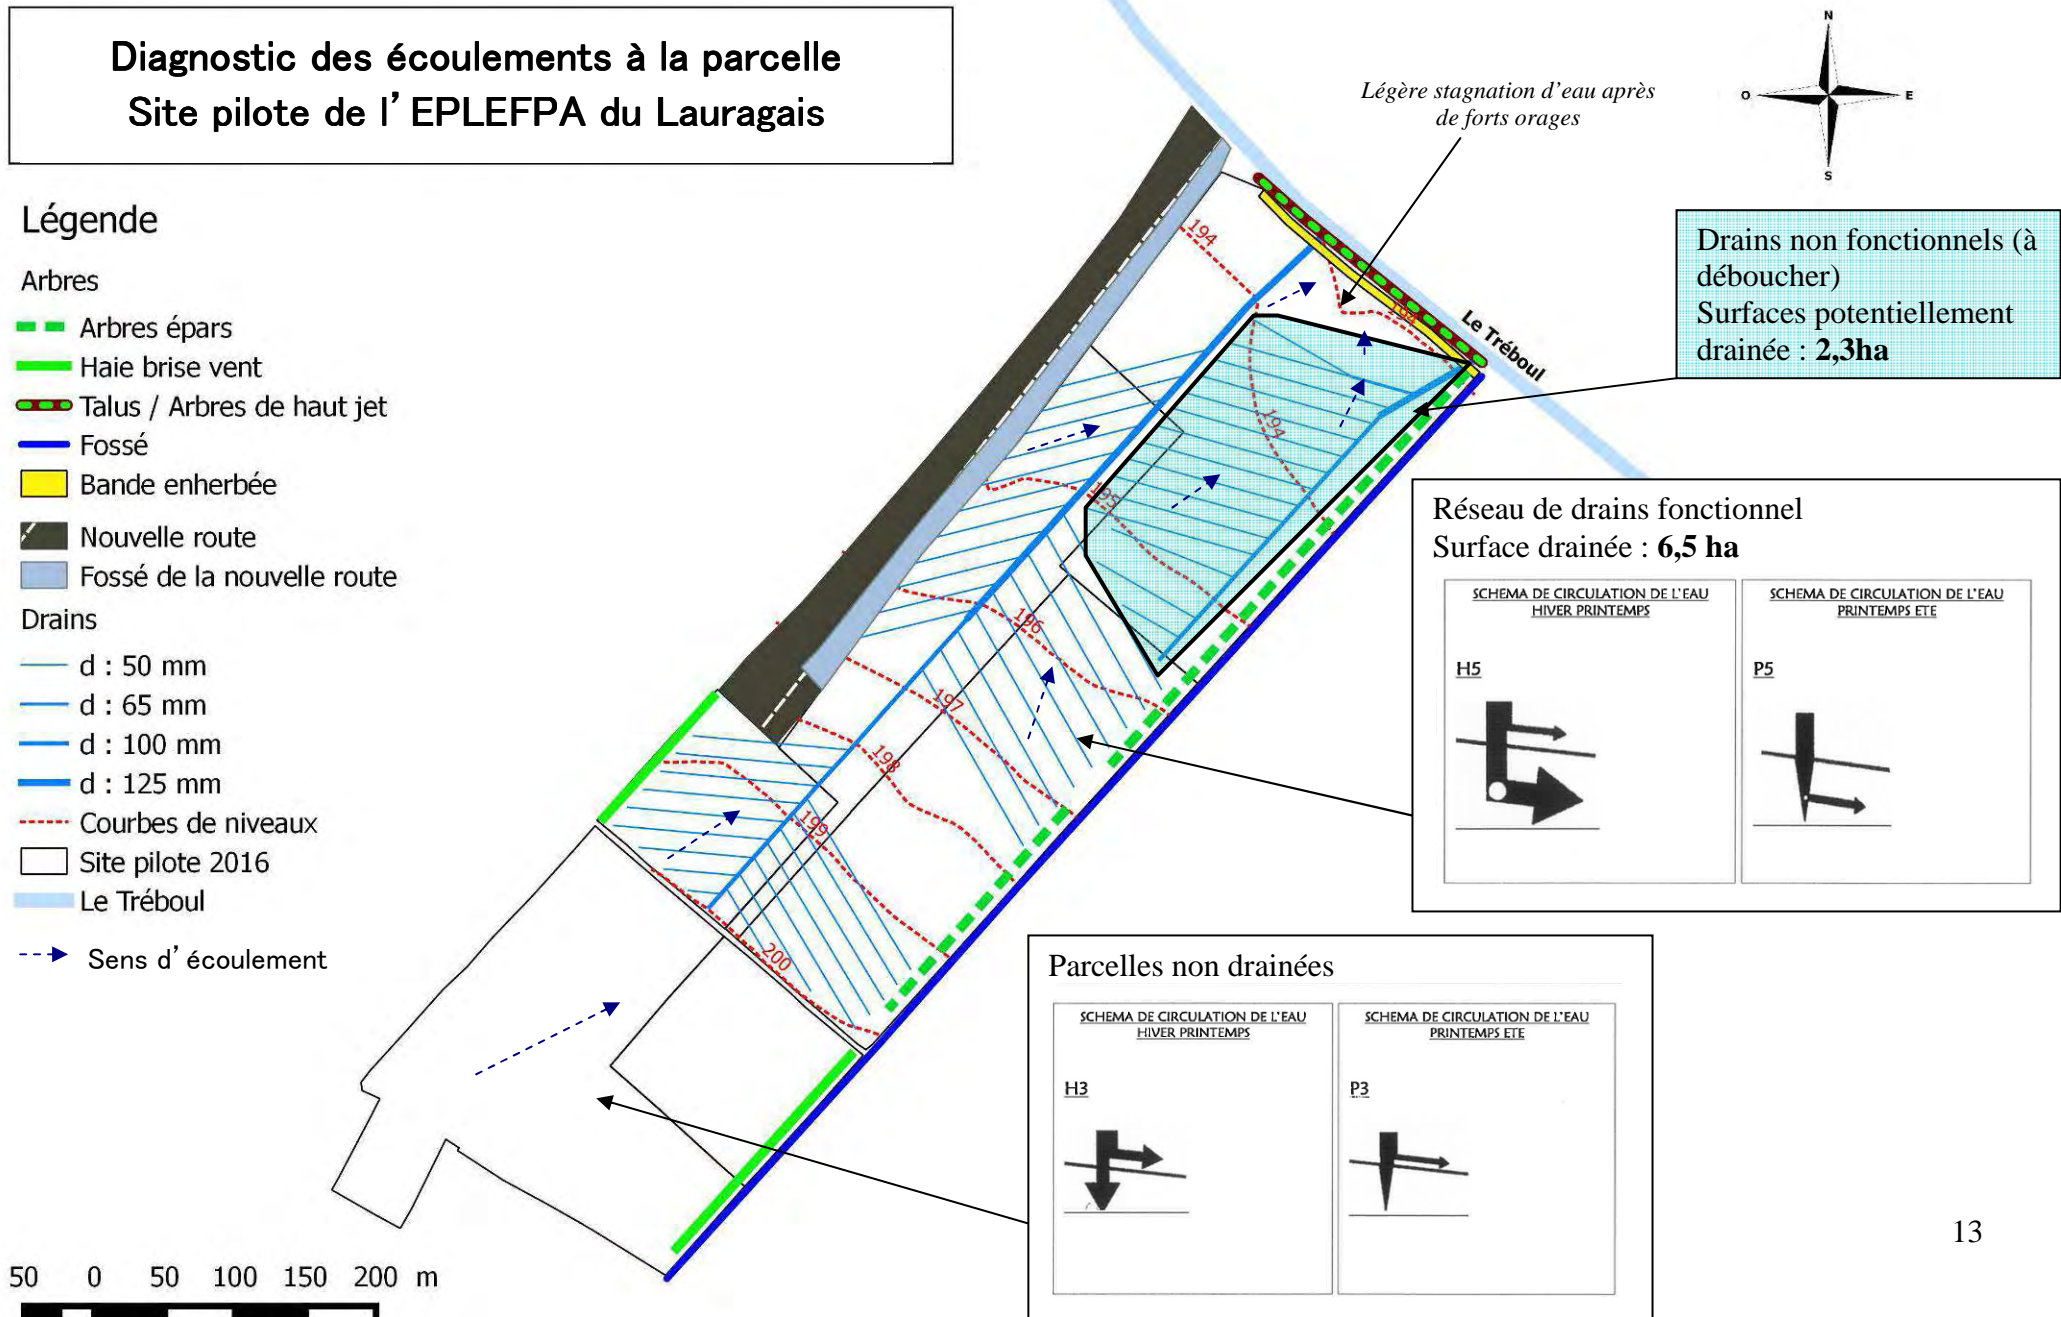 Diagnostic des écoulements à la parcelle
Site pilote de l'EPLEFPA du Lauragais
Légère stagnation d'eau après
de forts orages
N
O
E
S
Légende
Arbres
Arbres épars
Haie brise vent
Talus / Arbres de haut jet
Fossé
Bande enherbée
Nouvelle route
Fossé de la nouvelle route
Drains
d : 50 mm
d : 65 mm
d : 100 mm
d : 125 mm
Courbes de niveaux
Site pilote 2016
Le Tréboul
Sens d'écoulement
Drains non fonctionnels (à
déboucher)
Surfaces potentiellement
drainée : 2,3ha
Le Tréboul
194
194
194
195
196
197
198
199
200
Réseau de drains fonctionnel
Surface drainée : 6,5 ha
SCHEMA DE CIRCULATION DE L'EAU
HIVER PRINTEMPS
H5
SCHEMA DE CIRCULATION DE L'EAU
PRINTEMPS ETE
P5
Parcelles non drainées
SCHEMA DE CIRCULATION DE L'EAU
HIVER PRINTEMPS
H3
SCHEMA DE CIRCULATION DE L'EAU
PRINTEMPS ETE
P3
13
50 0 50 100 150 200 m